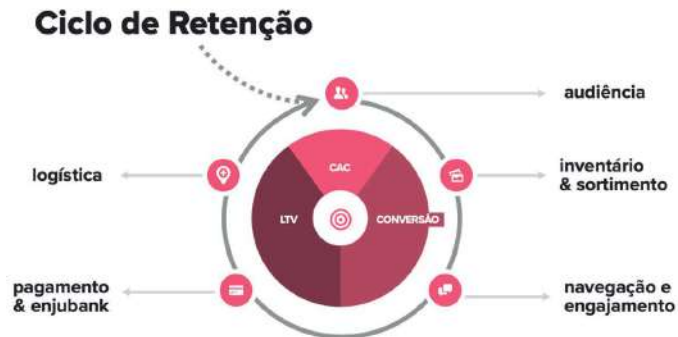 Ciclo de Retenção
audiência
logística
CAC
inventário
& sortimento
LTV
CONVERSÃO
pagamento
& enjubank
navegação e
engajamento